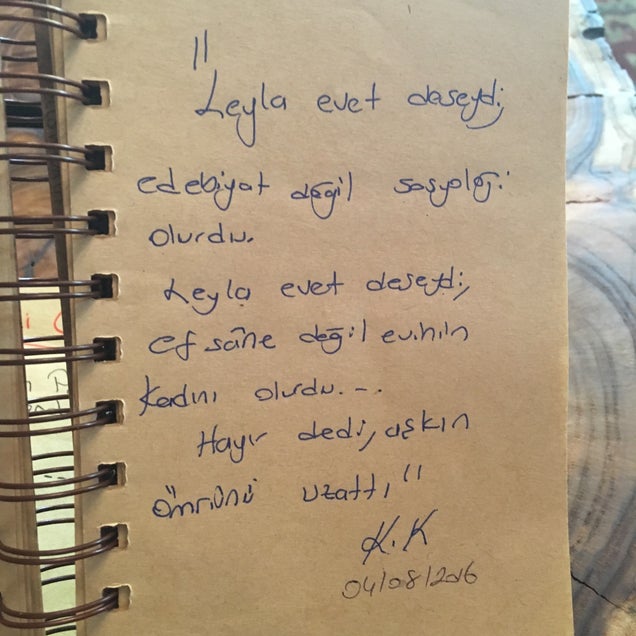 "
Leyla evet deseydi,
edebiyat değil sosyoloji
olurdu.
Leyla evet deseydi,
efsâne değil evinin
kadını olurdu...
Hayır dedi, aşkın
ömrünü uzattı"
K.K
04/08/2016